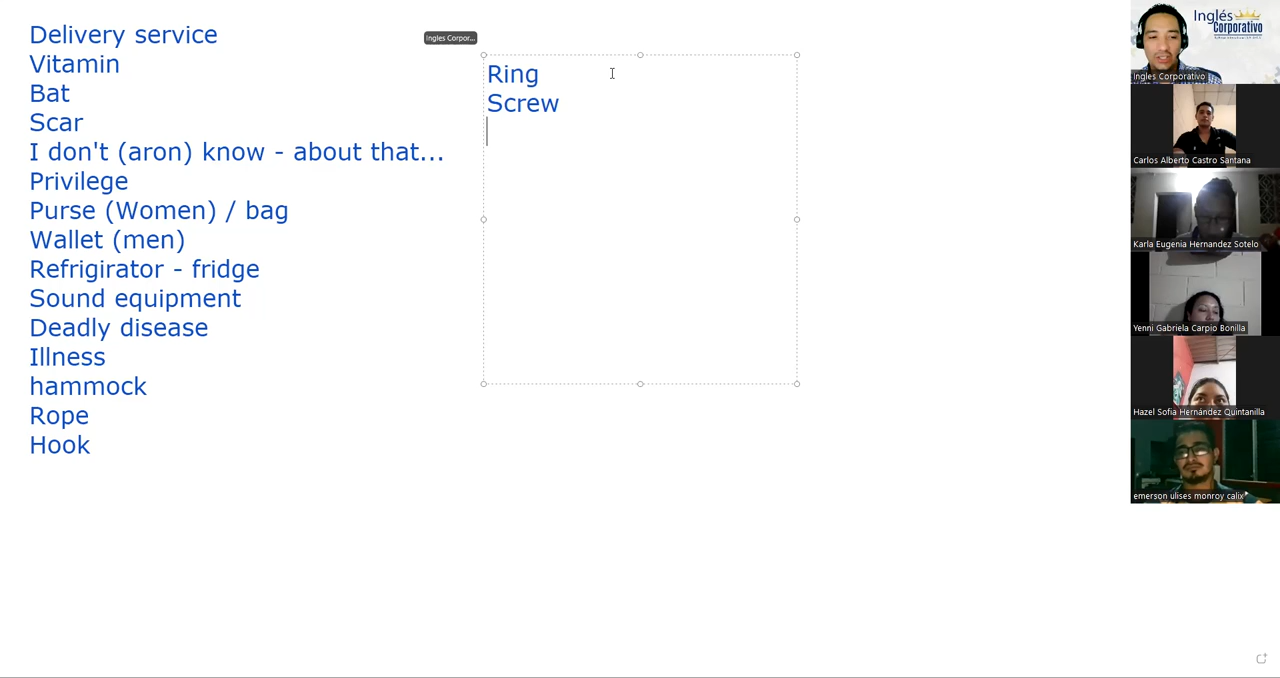 Delivery service
Vitamin
Bat
Scar
I don't (aron) know - about that...
Privilege
Purse (Women) / bag
Wallet (men)
Refrigirator - fridge
Sound equipment
Deadly disease
Illness
hammock
Rope
Hook
Ingles Corpor...
Ring
Screw
Inglés
Corporativo
Ingles Corporativo
Carlos Alberto Castro Santana
Karla Eugenia Hernandez Sotelo
Yenni Gabriela Carpio Bonilla
Hazel Sofia Hernández Quintanilla
emerson ulises monroy calix